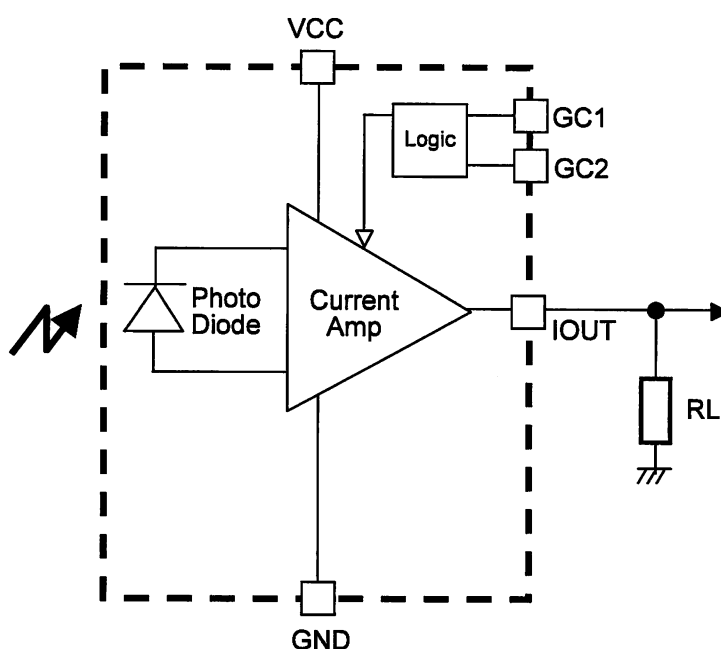 VCC
GC1
Logic
GC2
Photo
Diode
Current
Amp
IOUT
RL
GND